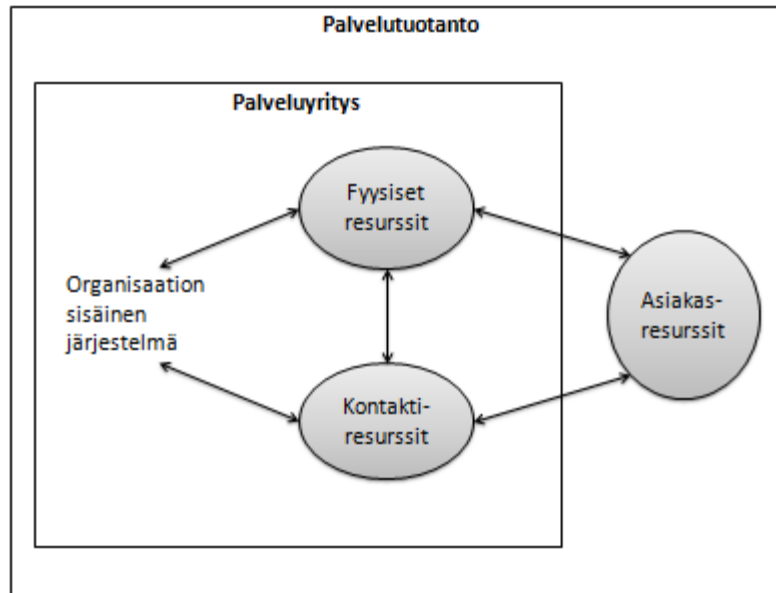 Palvelutuotanto
Palveluyritys
Fyysiset
resurssit
Organisaation
sisäinen
järjestelmä
Asiakas-
resurssit
Kontakti-
resurssit